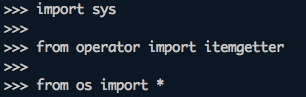 >>> import sys
>>>
>>> from operator import itemgetter
>>>
>>> from os import *